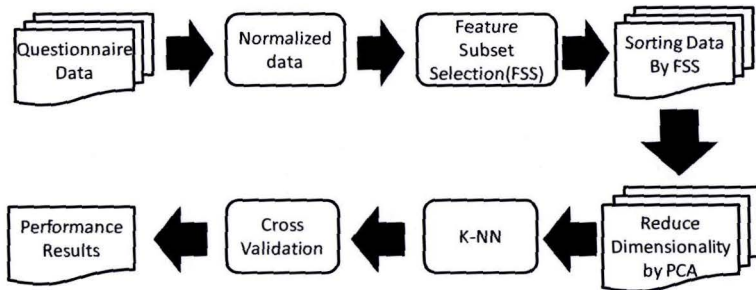 Questionnaire
Data
Normalized
data
Feature
Subset
Selection(FSS)
Sorting Data
By FSS
Reduce
Dimensionality
by PCA
K-NN
Cross
Validation
Performance
Results